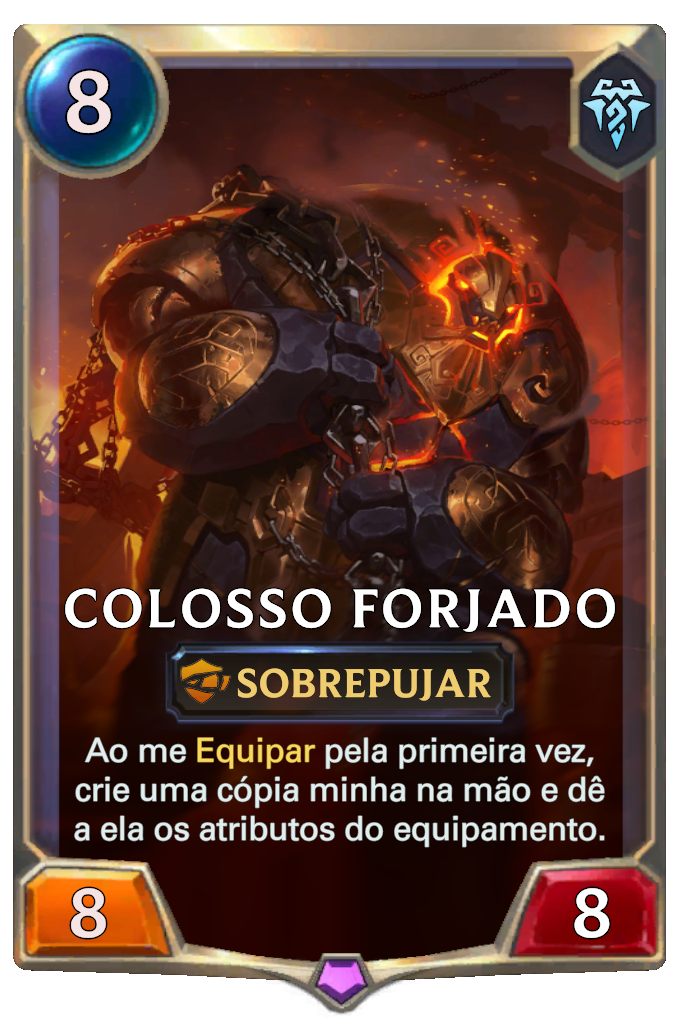 8
COLOSSO FORJADO
SOBREPUJAR
Ao me Equipar pela primeira vez,
crie uma cópia minha na mão e dê
a ela os atributos do equipamento.
8
8